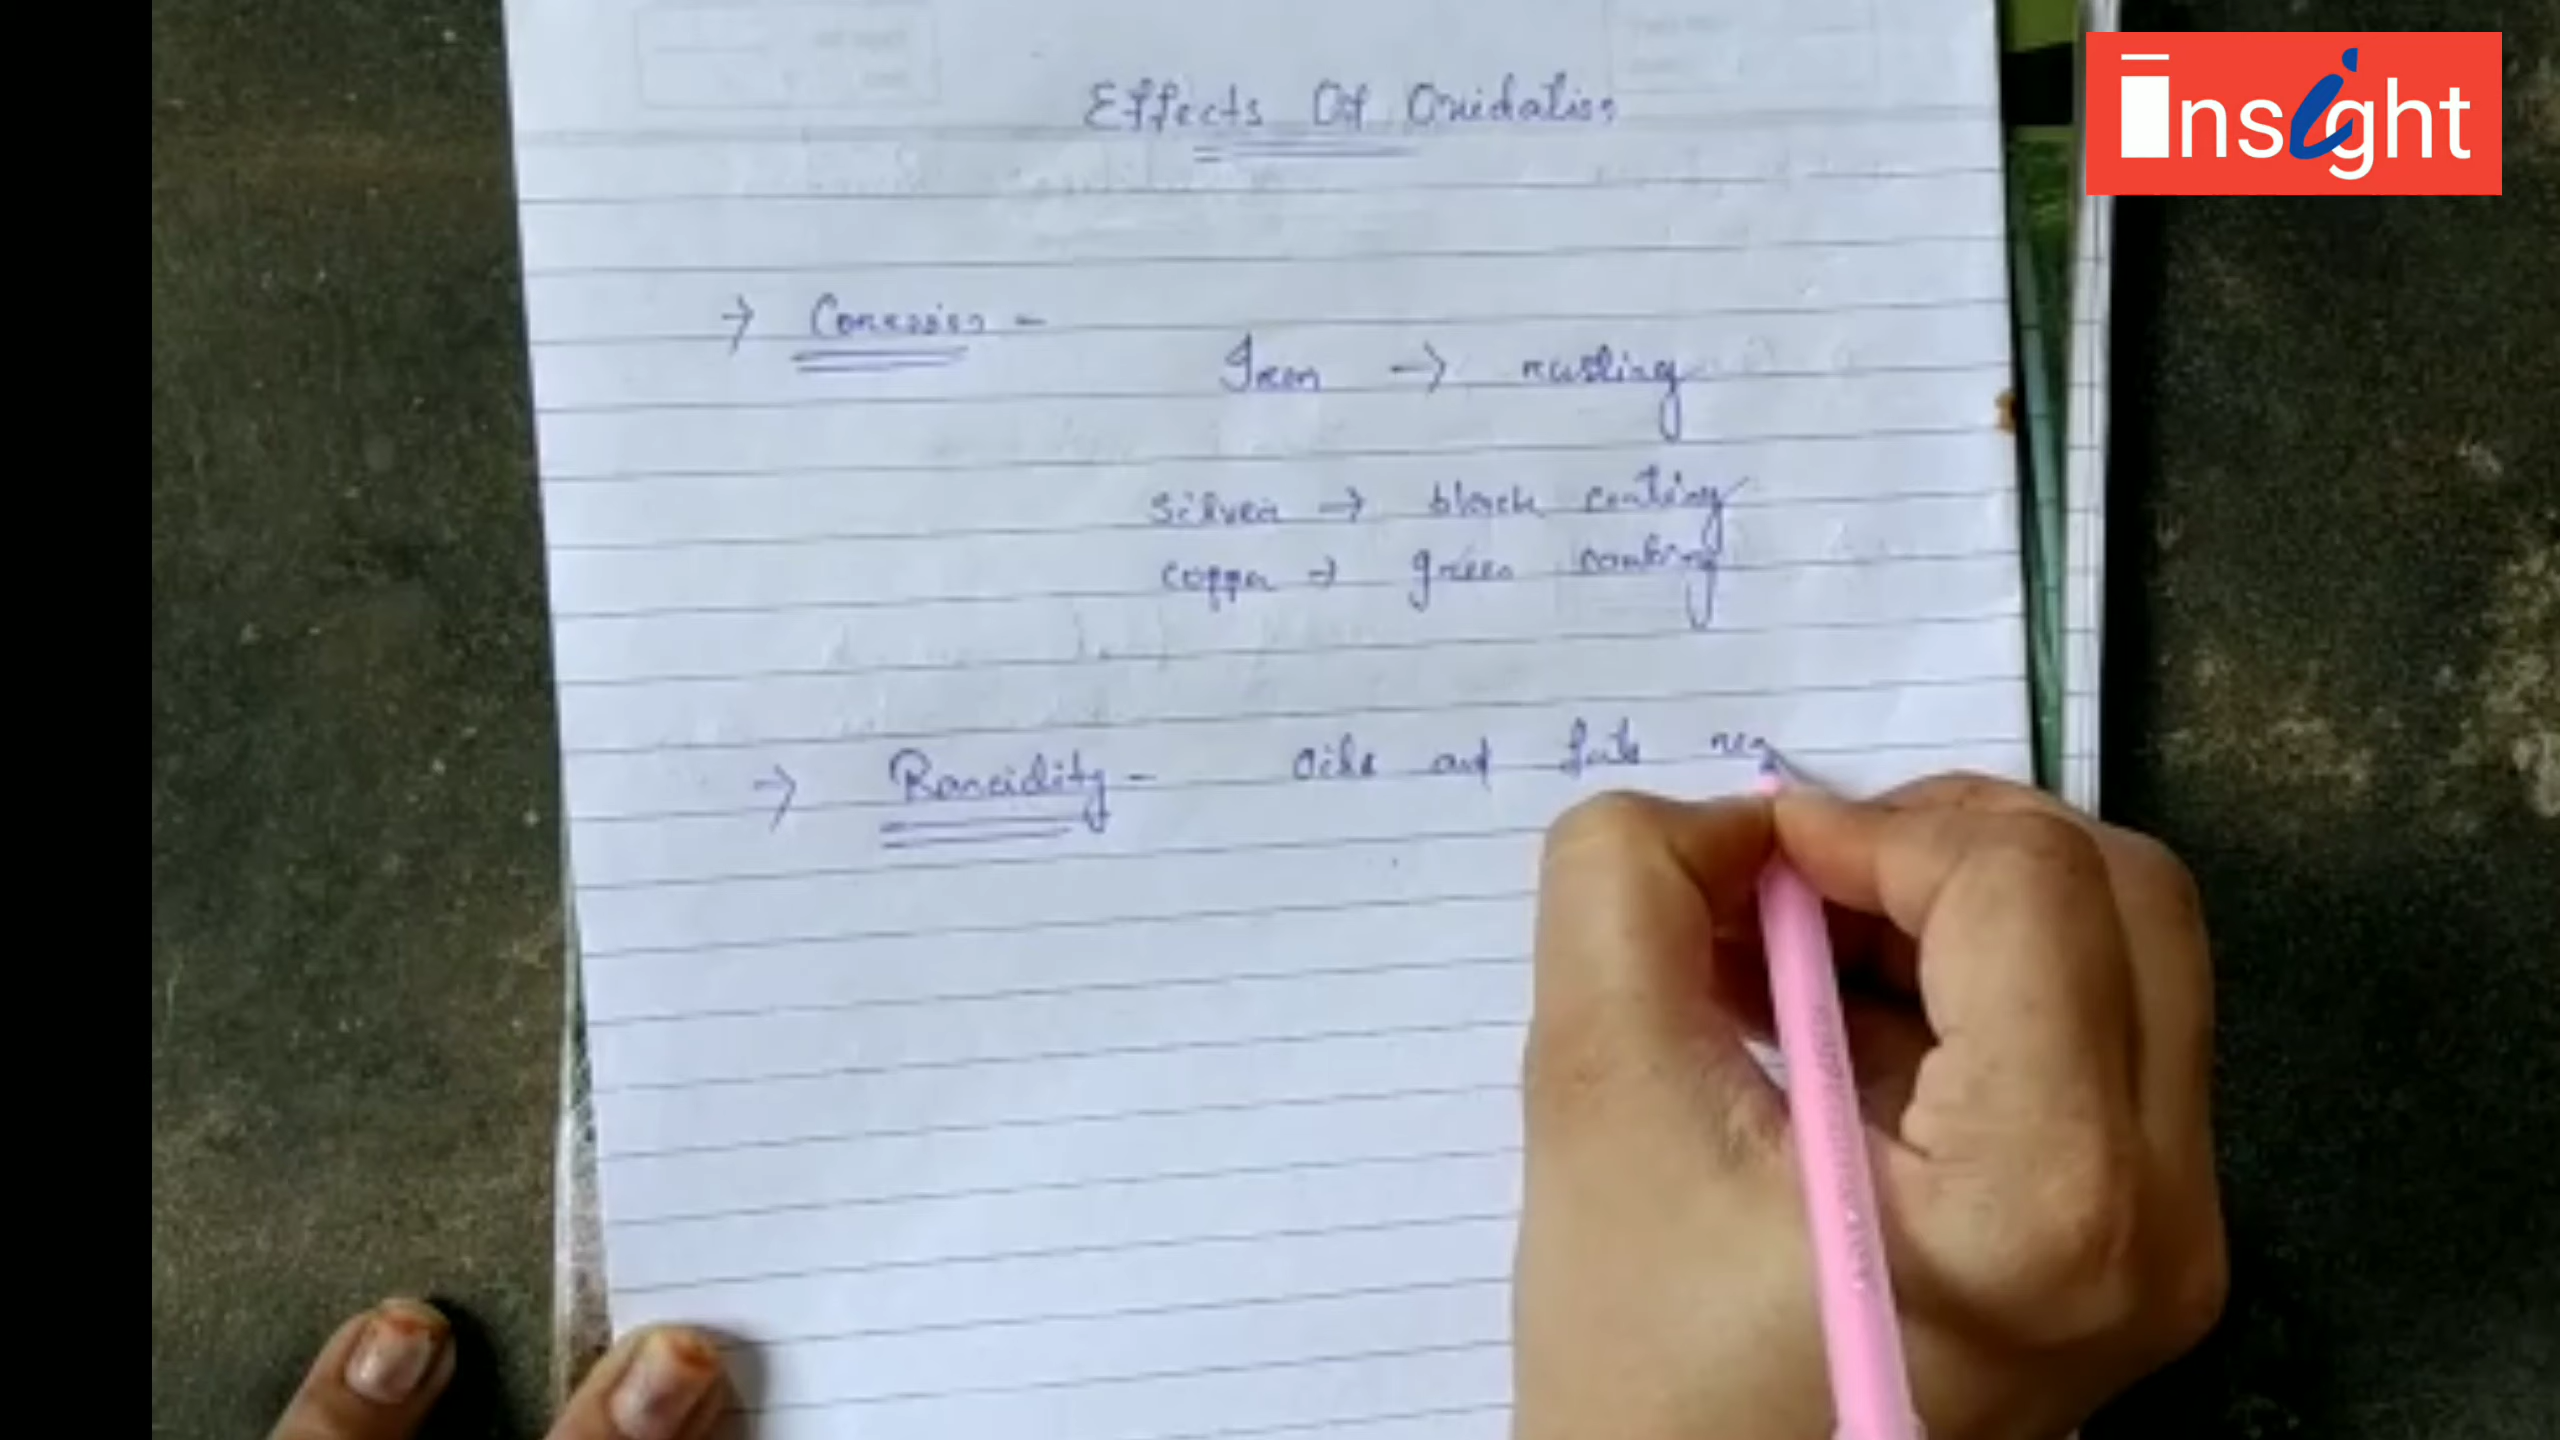 Insight
Effects Of Oxidation
→ Corrosion -
Iron → rusting
silver → black coating
copper → green coating
→ Rancidity - Oils and fats